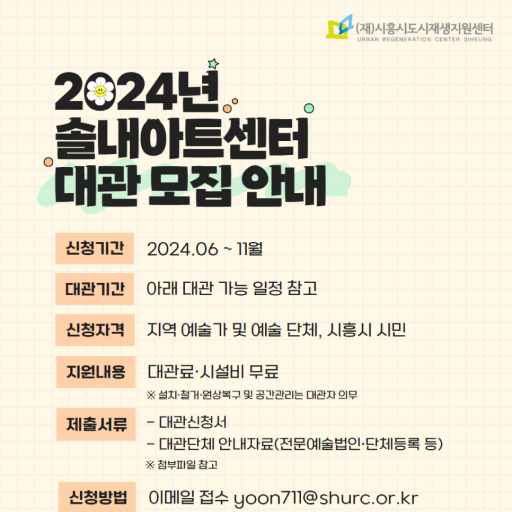 (재)시흥시도시재생지원센터
URBAN REGENERATION CENTER SIHEUNG
2024년
솔내아트센터
대관 모집 안내
신청기간 2024.06 ~ 11월
대관기간 아래 대관 가능 일정 참고
신청자격 지역 예술가 및 예술 단체, 시흥시 시민
지원내용 대관료·시설비 무료
※ 설치·철거·원상복구 및 공간관리는 대관자 의무
제출서류 - 대관신청서
- 대관단체 안내자료(전문예술법인·단체등록 등)
※ 첨부파일 참고
신청방법 이메일 접수 yoon711@shurc.or.kr